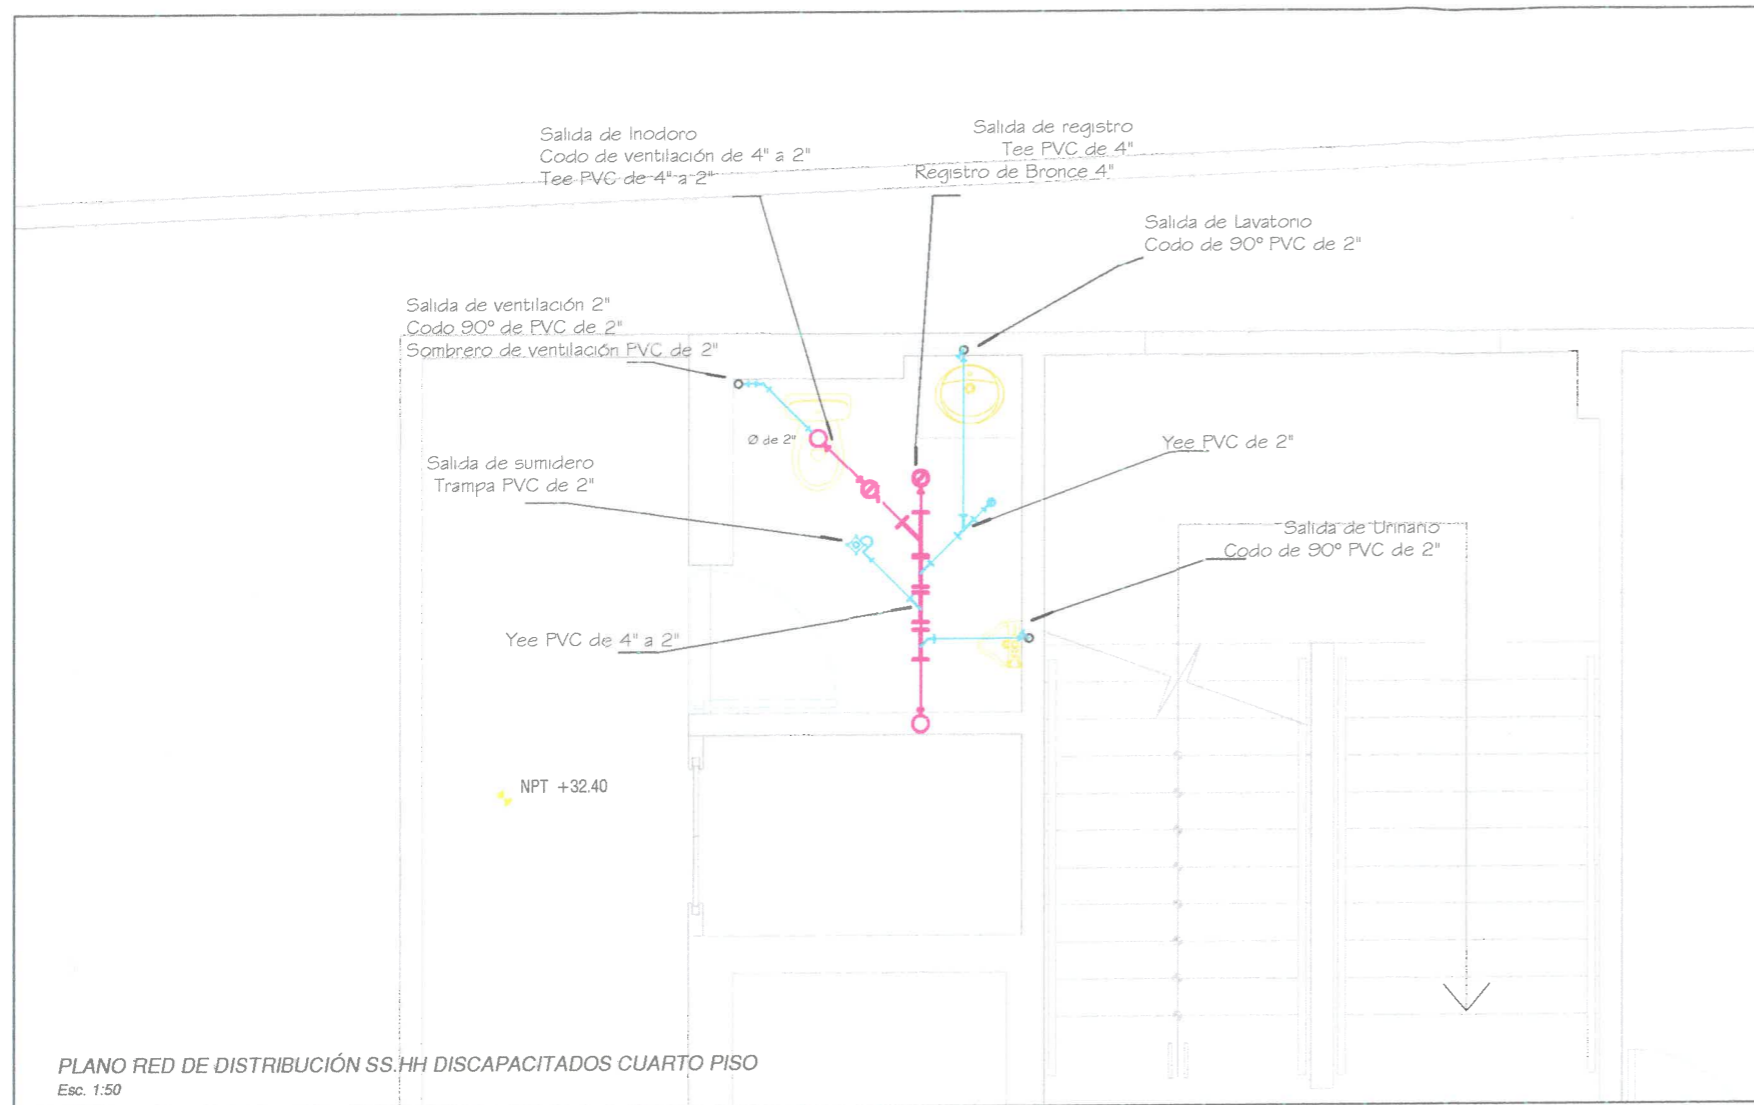 Salida de Inodoro
Codo de ventilación de 4" a 2"
Tee PVC de 4" a 2"
Salida de registro
Tee PVC de 4"
Registro de Bronce 4"
Salida de Lavatorio
Codo de 90º PVC de 2"
Salida de ventilación 2"
Codo 90º de PVC de 2"
Sombrero de ventilación PVC de 2"
Ø de 2"
Yee PVC de 2"
Salida de sumidero
Trampa PVC de 2"
Salida de Urinario
Codo de 90º PVC de 2"
Yee PVC de 4" a 2"
NPT +32.40
PLANO RED DE DISTRIBUCIÓN SS.HH DISCAPACITADOS CUARTO PISO
Esc. 1:50